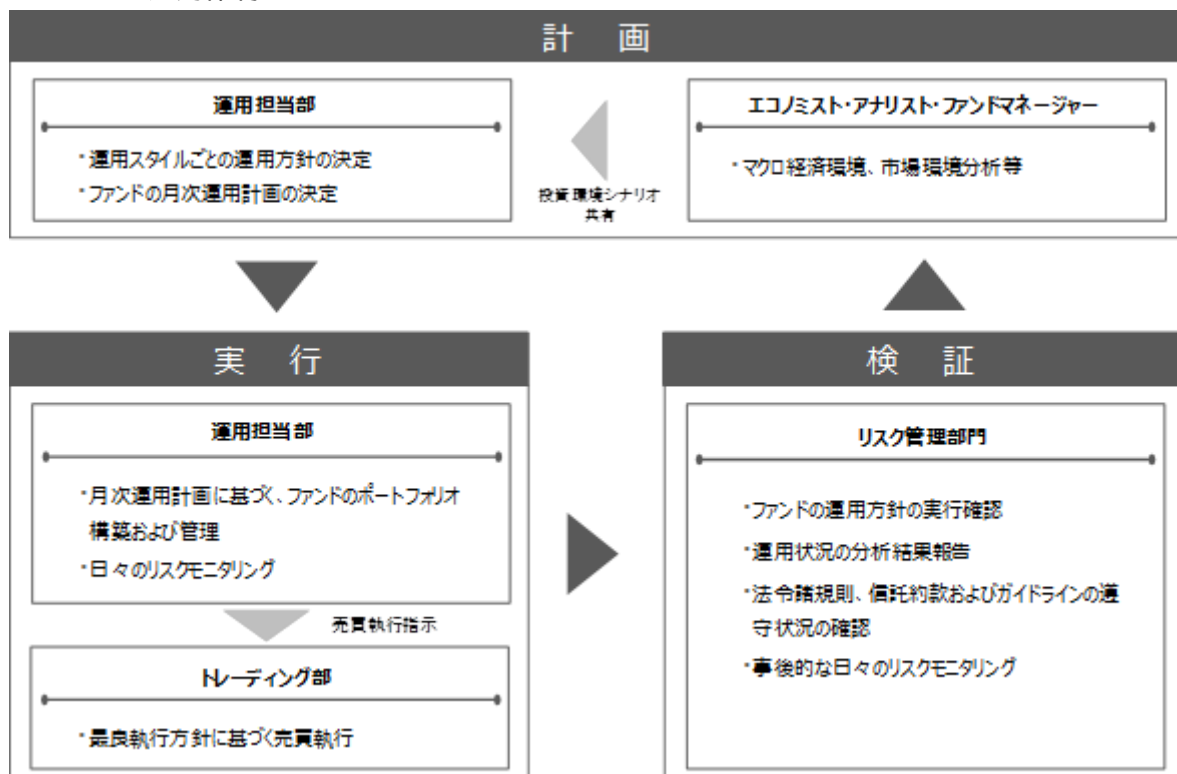 計 画
運用担当部
・運用スタイルごとの運用方針の決定
・ファンドの月次運用計画の決定
投資環境シナリオ
共有
エコノミスト・アナリスト・ファンドマネージャー
・マクロ経済環境、市場環境分析等
実 行
運用担当部
・月次運用計画に基づく、ファンドのポートフォリオ
構築および管理
・日々のリスクモニタリング
売買執行指示
トレーディング部
・最良執行方針に基づく売買執行
検 証
リスク管理部門
・ファンドの運用方針の実行確認
・運用状況の分析結果報告
・法令諸規則、信託約款およびガイドラインの遵
守状況の確認
・事後的な日々のリスクモニタリング